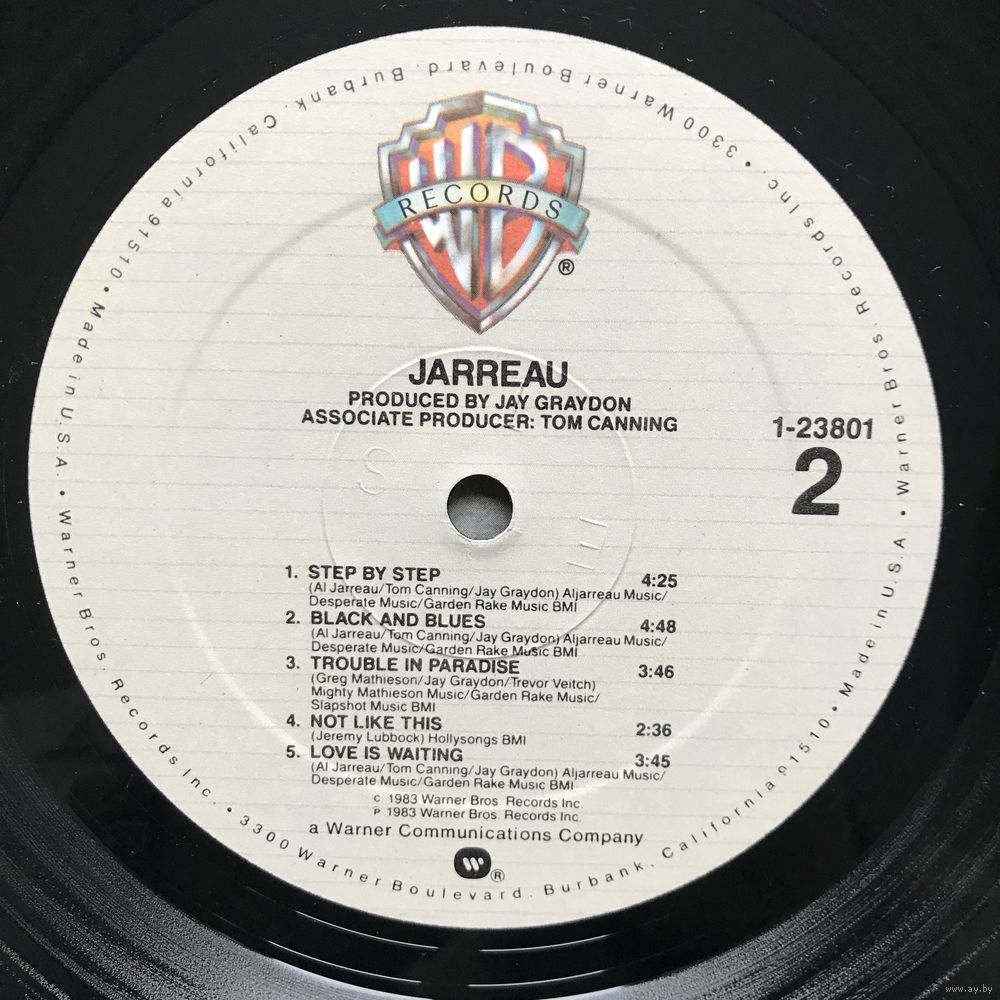 WB
RECORDS
®
JARREAU
PRODUCED BY JAY GRAYDON
ASSOCIATE PRODUCER: TOM CANNING
1-23801
2
S
1. STEP BY STEP 4:25
(Al Jarreau/Tom Canning/Jay Graydon) Aljarreau Music/
Desperate Music/Garden Rake Music BMI
2. BLACK AND BLUES 4:48
(Al Jarreau/Tom Canning/Jay Graydon) Aljarreau Music/
Desperate Music/Garden Rake Music BMI
3. TROUBLE IN PARADISE 3:46
(Greg Mathieson/Jay Graydon/Trevor Veitch)
Mighty Mathieson Music/Garden Rake Music/
Slapshot Music BMI
4. NOT LIKE THIS 2:36
(Jeremy Lubbock) Hollysongs BMI
5. LOVE IS WAITING 3:45
(Al Jarreau/Tom Canning/Jay Graydon) Aljarreau Music/
Desperate Music/Garden Rake Music BMI
C 1983 Warner Bros. Records Inc.
P 1983 Warner Bros. Records Inc.
a Warner Communications Company
®
Made in U.S.A. • Warner Bros. Records Inc. • 3300 Warner Boulevard, Burbank, California 91510 • Made in U.S.A. • Warner Bros. Records Inc. • 3300 Warner Boulevard, Burbank, California 91510 •
www.ay.by